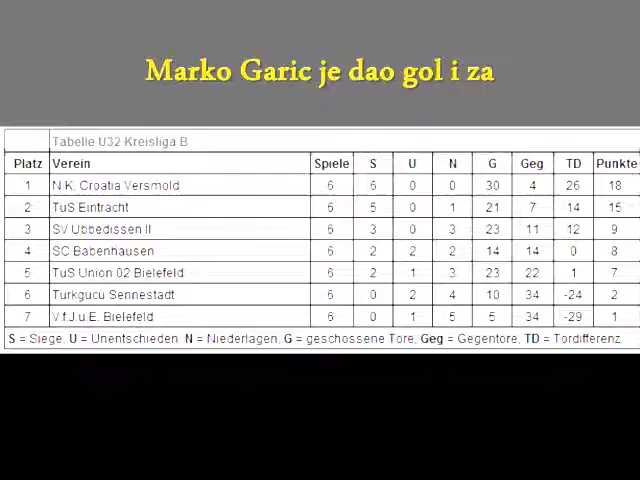 Marko Garic je dao gol i za
Tabelle U32 Kreisliga B
Platz Verein Spiele S U N G Geg TD Punkte
1 N.K. Croatia Versmold 6 6 0 0 30 4 26 18
2 TuS Eintracht 6 5 0 1 21 7 14 15
3 SV Ubbedissen II 6 3 0 3 23 11 12 9
4 SC Babenhausen 6 2 2 2 14 14 0 8
5 TuS Union 02 Bielefeld 6 2 1 3 23 22 1 7
6 Türkgücü Sennestadt 6 0 2 4 10 34 -24 2
7 V.f.J.u.E. Bielefeld 6 0 1 5 5 34 -29 1
S = Siege, U = Unentschieden N = Niederlagen, G = geschossene Tore, Geg = Gegentore, TD = Tordifferenz